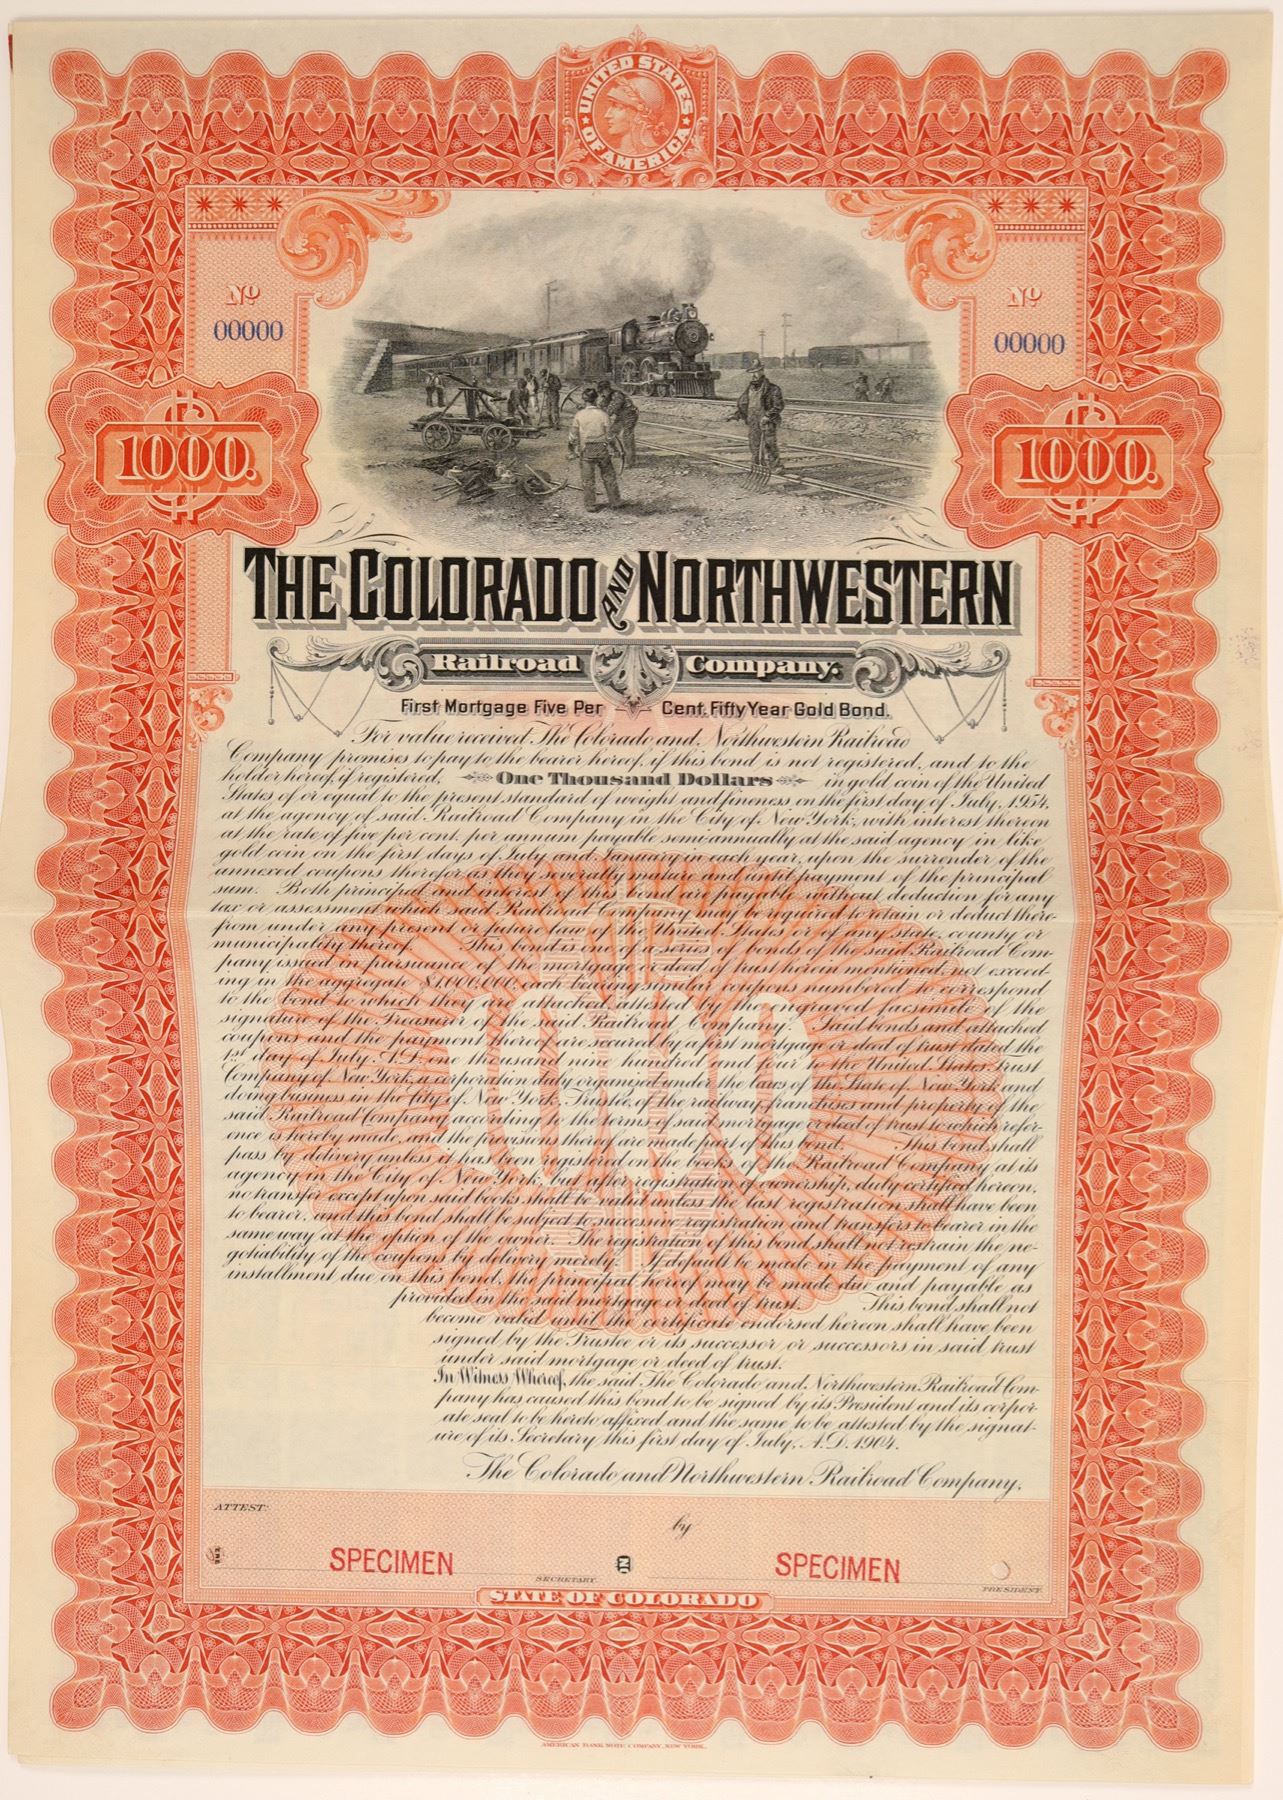 UNITED STATES
OF AMERICA
No
00000
No
00000
$ 1000.
$ 1000.
THE COLORADO AND NORTHWESTERN
Railroad Company.
First Mortgage Five Per Cent. Fifty Year Gold Bond.
For value received The Colorado and Northwestern Railroad
Company promises to pay to the bearer hereof, if this bond is not registered, and to the
holder hereof, if registered, One Thousand Dollars in gold coin of the United
States of or equal to the present standard of weight and fineness on the first day of July, 1954,
at the agency of said Railroad Company in the City of New York, with interest thereon
at the rate of five per cent. per annum payable semi-annually at the said agency in like
gold coin on the first days of July and January in each year, upon the surrender of the
annexed coupons therefor as they severally mature and until payment of the principal
sum. Both principal and interest of this bond are payable without deduction for any
tax or assessment which said Railroad Company may be required to retain or deduct there-
from under any present or future law of the United States or of any state, county or
municipality thereof. This bond is one of a series of bonds of the said Railroad Com-
pany issued in pursuance of the mortgage or deed of trust herein mentioned, not exceed-
ing in the aggregate $1,000,000, each bearing similar coupons numbered to correspond
to the bond to which they are attached, attested by the engraved facsimile of the
signature of the Treasurer of the said Railroad Company. Said bonds and attached
coupons and the payment thereof are secured by a first mortgage or deed of trust dated the
1st day of July A.D. one thousand nine hundred and four to the United States Trust
Company of New York, a corporation duly organised under the laws of the State of New York and
doing business in the City of New York, Trustee, of the railway, franchises and property of the
said Railroad Company according to the terms of said mortgage or deed of trust to which refer-
ence is hereby made, and the provisions thereof are made part of this bond. This bond shall
pass by delivery unless it has been registered on the books of the Railroad Company at its
agency in the City of New York, but after registration of ownership, duly certified hereon,
no transfer except upon said books shall be valid unless the last registration shall have been
to bearer, and this bond shall be subject to successive registration and transfers to bearer in the
same way at the option of the owner. The registration of this bond shall not restrain the ne-
gotiability of the coupons by delivery merely. If default be made in the payment of any
installment due on this bond, the principal hereof may be made due and payable as
provided in the said mortgage or deed of trust. This bond shall not
become valid until the certificate endorsed hereon shall have been
signed by the Trustee or its successor or successors in said trust
under said mortgage or deed of trust.
In Witness Whereof, the said The Colorado and Northwestern Railroad Com-
pany has caused this bond to be signed by its President and its corpor-
ate seal to be hereto affixed and the same to be attested by the signat-
ure of its Secretary this first day of July, A.D. 1904.
The Colorado and Northwestern Railroad Company.
ATTEST:
by
SPECIMEN
SPECIMEN
SECRETARY.
PRESIDENT.
STATE OF COLORADO
AMERICAN BANK NOTE COMPANY, NEW YORK.